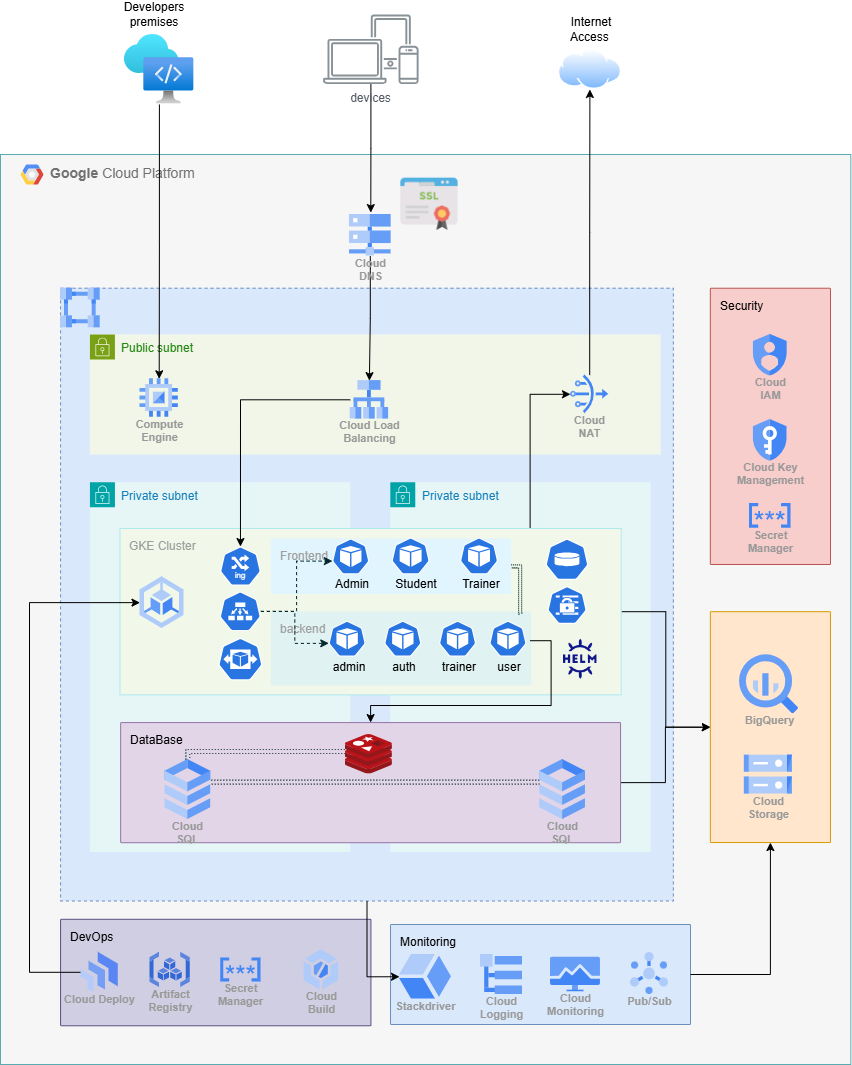 Developers
premises
Internet
Access
devices
Google Cloud Platform
SSL
Cloud
DNS
Public subnet
Compute
Engine
Cloud Load
Balancing
Cloud
NAT
Security
Cloud
IAM
Cloud Key
Management
Secret
Manager
Private subnet
Private subnet
GKE Cluster
ing
Frontend
Admin
Student
Trainer
backend
admin
auth
trainer
user
HELM
DataBase
Cloud
SQL
Cloud
SQL
BigQuery
Cloud
Storage
DevOps
Cloud Deploy
Artifact
Registry
Secret
Manager
Cloud
Build
Monitoring
Stackdriver
Cloud
Logging
Cloud
Monitoring
Pub/Sub